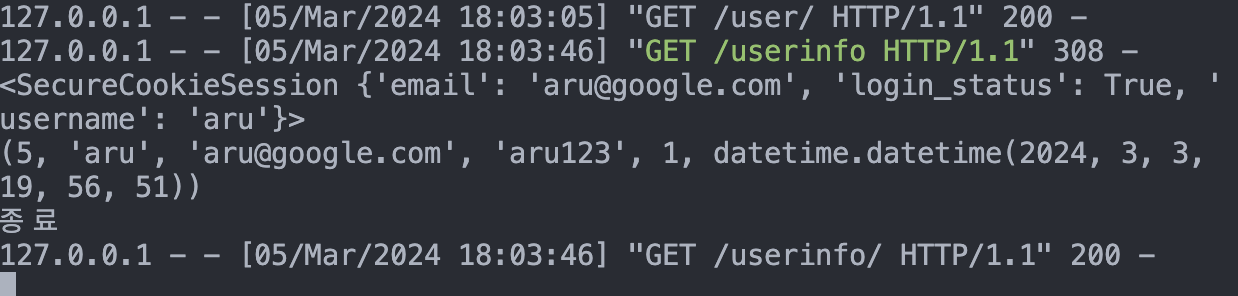 127.0.0.1 - - [05/Mar/2024 18:03:05] "GET /user/ HTTP/1.1" 200 -
127.0.0.1 - - [05/Mar/2024 18:03:46] "GET /userinfo HTTP/1.1" 308 -
<SecureCookieSession {'email': 'aru@google.com', 'login_status': True, '
username': 'aru'}>
(5, 'aru', 'aru@google.com', 'aru123', 1, datetime.datetime(2024, 3, 3,
19, 56, 51))
종료
127.0.0.1 - - [05/Mar/2024 18:03:46] "GET /userinfo/ HTTP/1.1" 200 -